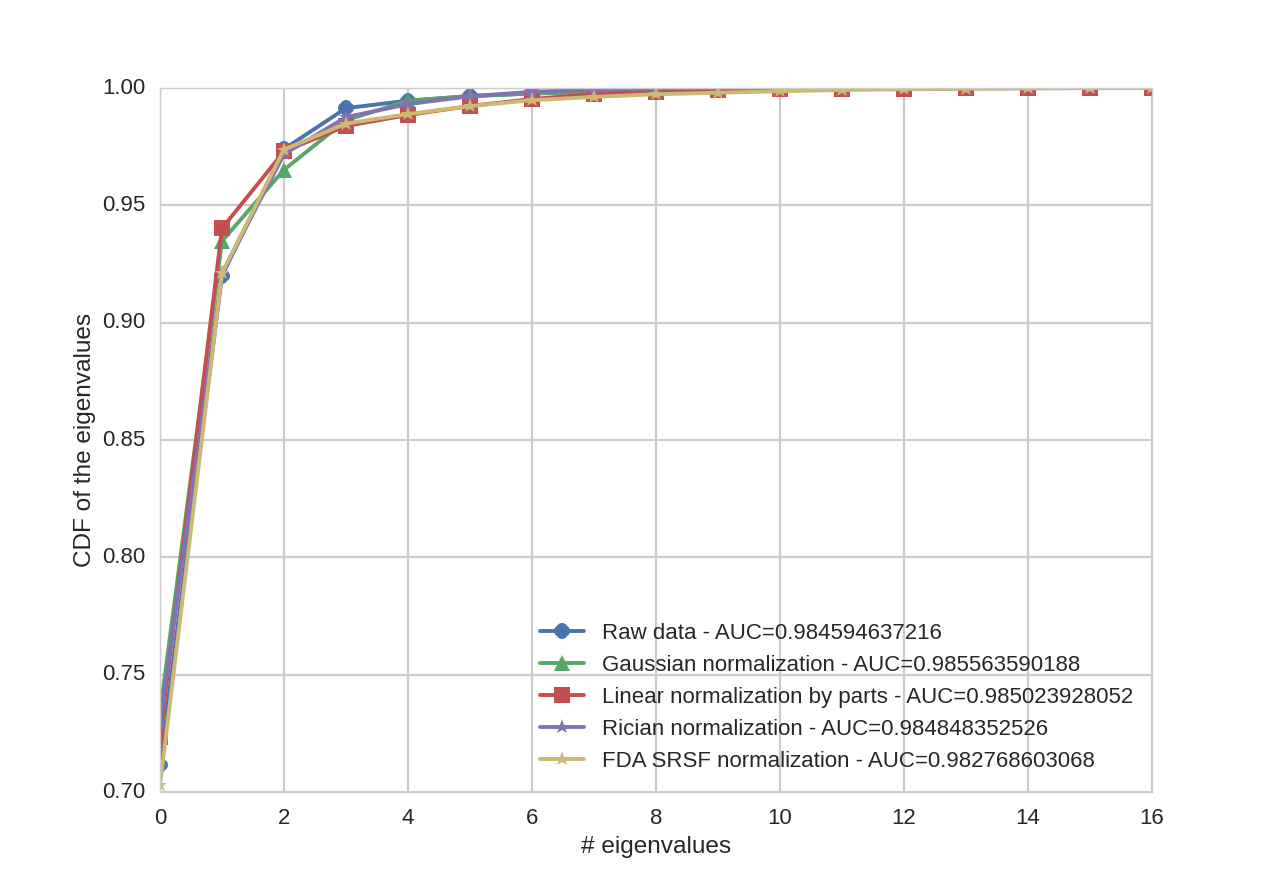 1.00
0.95
0.90
0.85
0.80
0.75
0.70
CDF of the eigenvalues
Raw data - AUC=0.984594637216
Gaussian normalization - AUC=0.985563590188
Linear normalization by parts - AUC=0.985023928052
Rician normalization - AUC=0.984848352526
FDA SRSF normalization - AUC=0.982768603068
0 2 4 6 8 10 12 14 16
# eigenvalues